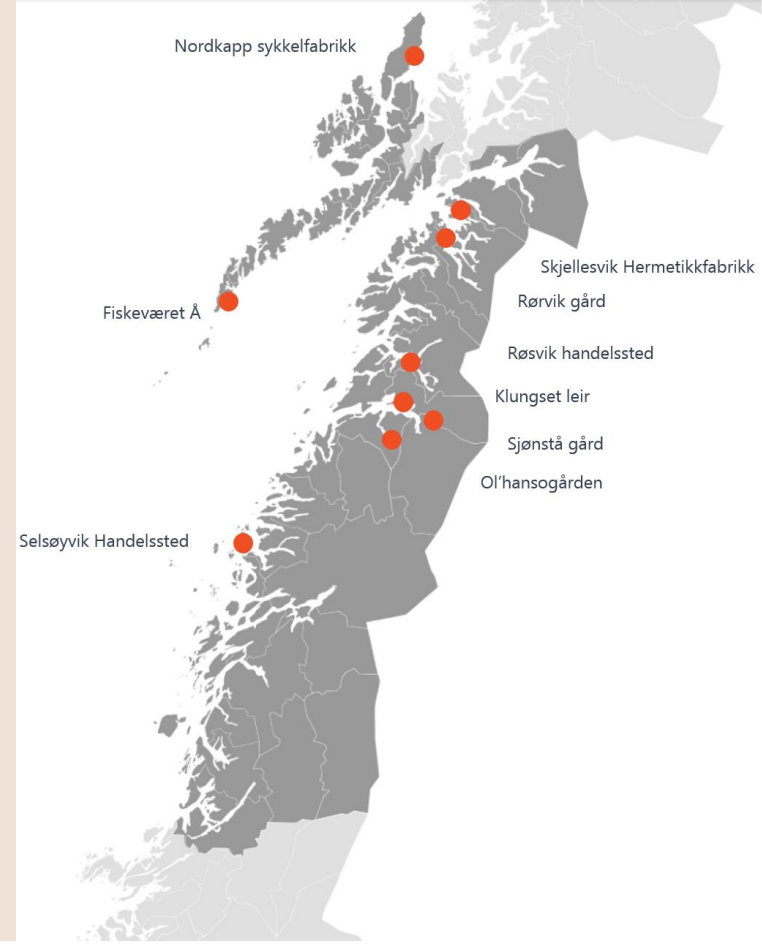 Nordkapp sykkelfabrikk
Skjellesvik Hermetikkfabrikk
Rørvik gård
Fiskeværet Å
Røsvik handelssted
Klungset leir
Sjønstå gård
Ol'hansogården
Selsøyvik Handelssted